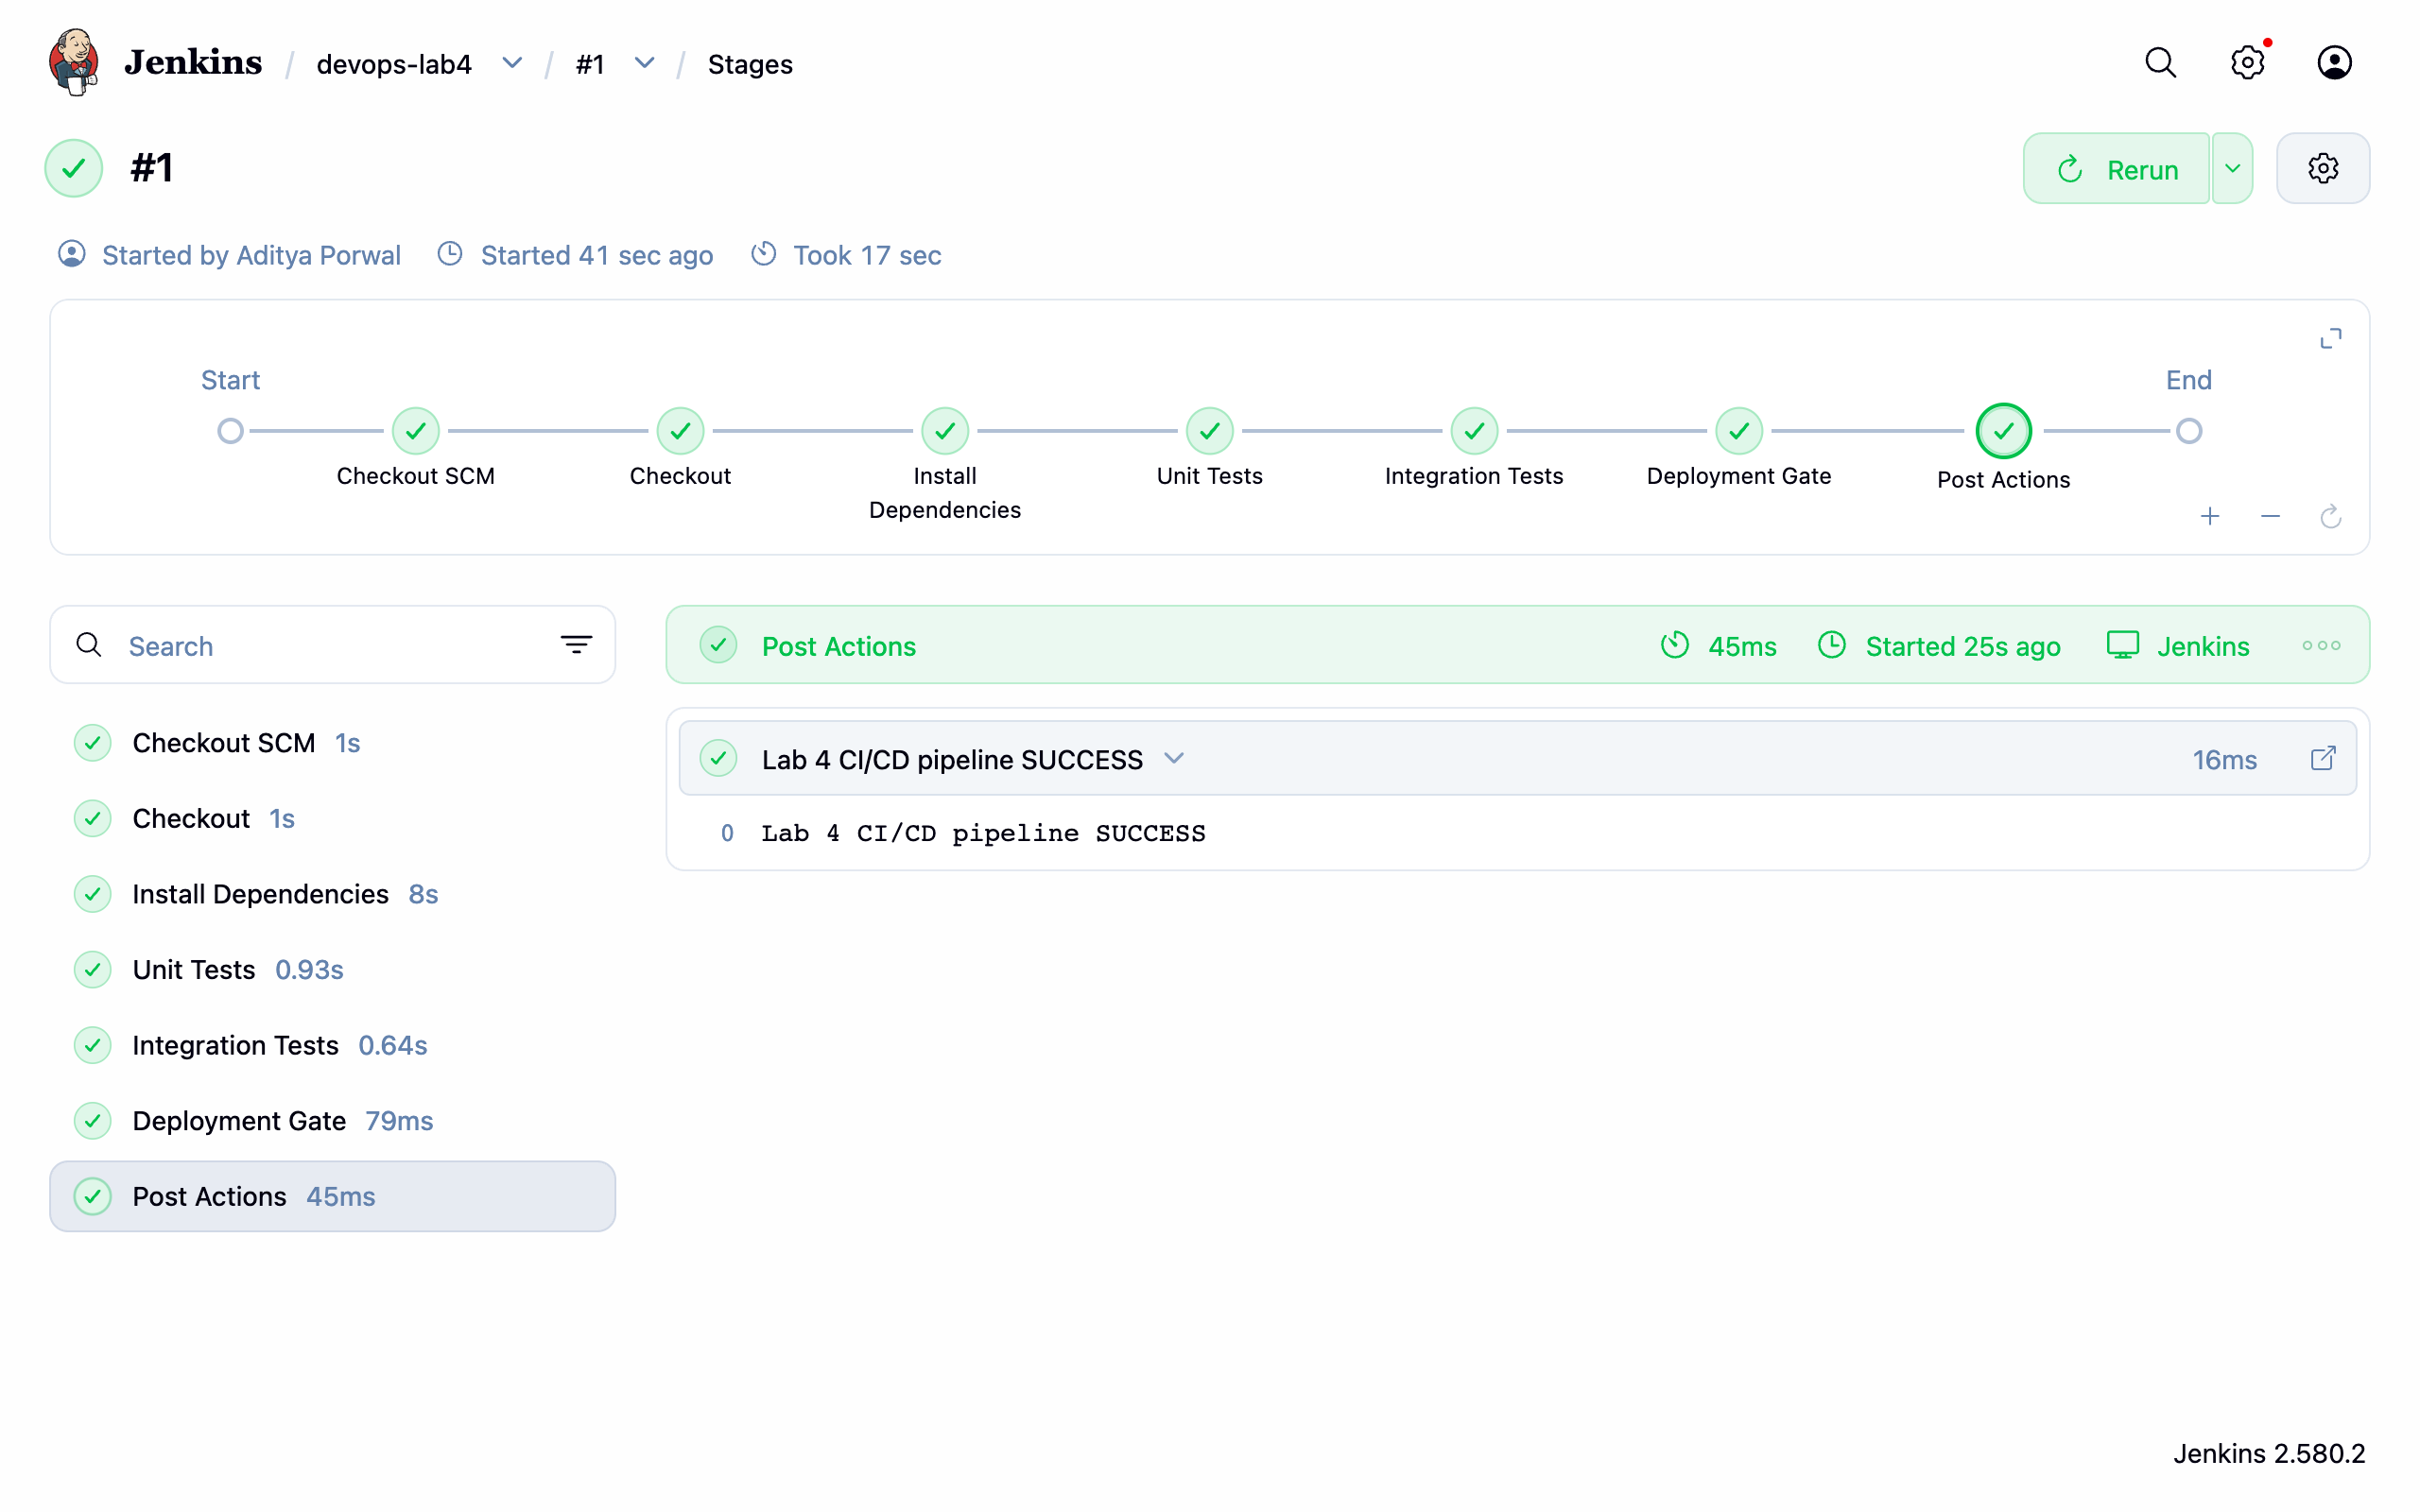 Jenkins / devops-lab4 / #1 / Stages
#1
Rerun
Started by Aditya Porwal Started 41 sec ago Took 17 sec
Start
End
Checkout SCM
Checkout
Install
Dependencies
Unit Tests
Integration Tests
Deployment Gate
Post Actions
Search
Checkout SCM 1s
Checkout 1s
Install Dependencies 8s
Unit Tests 0.93s
Integration Tests 0.64s
Deployment Gate 79ms
Post Actions 45ms
Post Actions 45ms Started 25s ago Jenkins
Lab 4 CI/CD pipeline SUCCESS 16ms
0 Lab 4 CI/CD pipeline SUCCESS
Jenkins 2.580.2